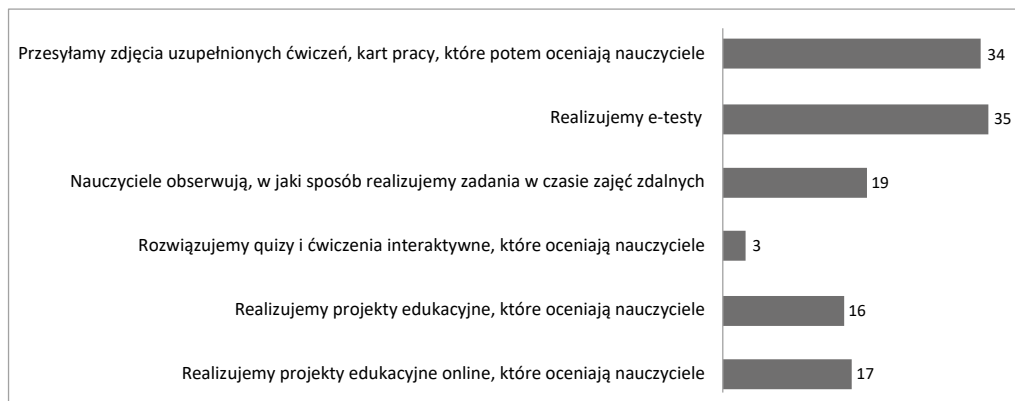 Przesyłamy zdjęcia uzupełnionych ćwiczeń, kart pracy, które potem oceniają nauczyciele 34
Realizujemy e-testy 35
Nauczyciele obserwują, w jaki sposób realizujemy zadania w czasie zajęć zdalnych 19
Rozwiązujemy quizy i ćwiczenia interaktywne, które oceniają nauczyciele 3
Realizujemy projekty edukacyjne, które oceniają nauczyciele 16
Realizujemy projekty edukacyjne online, które oceniają nauczyciele 17